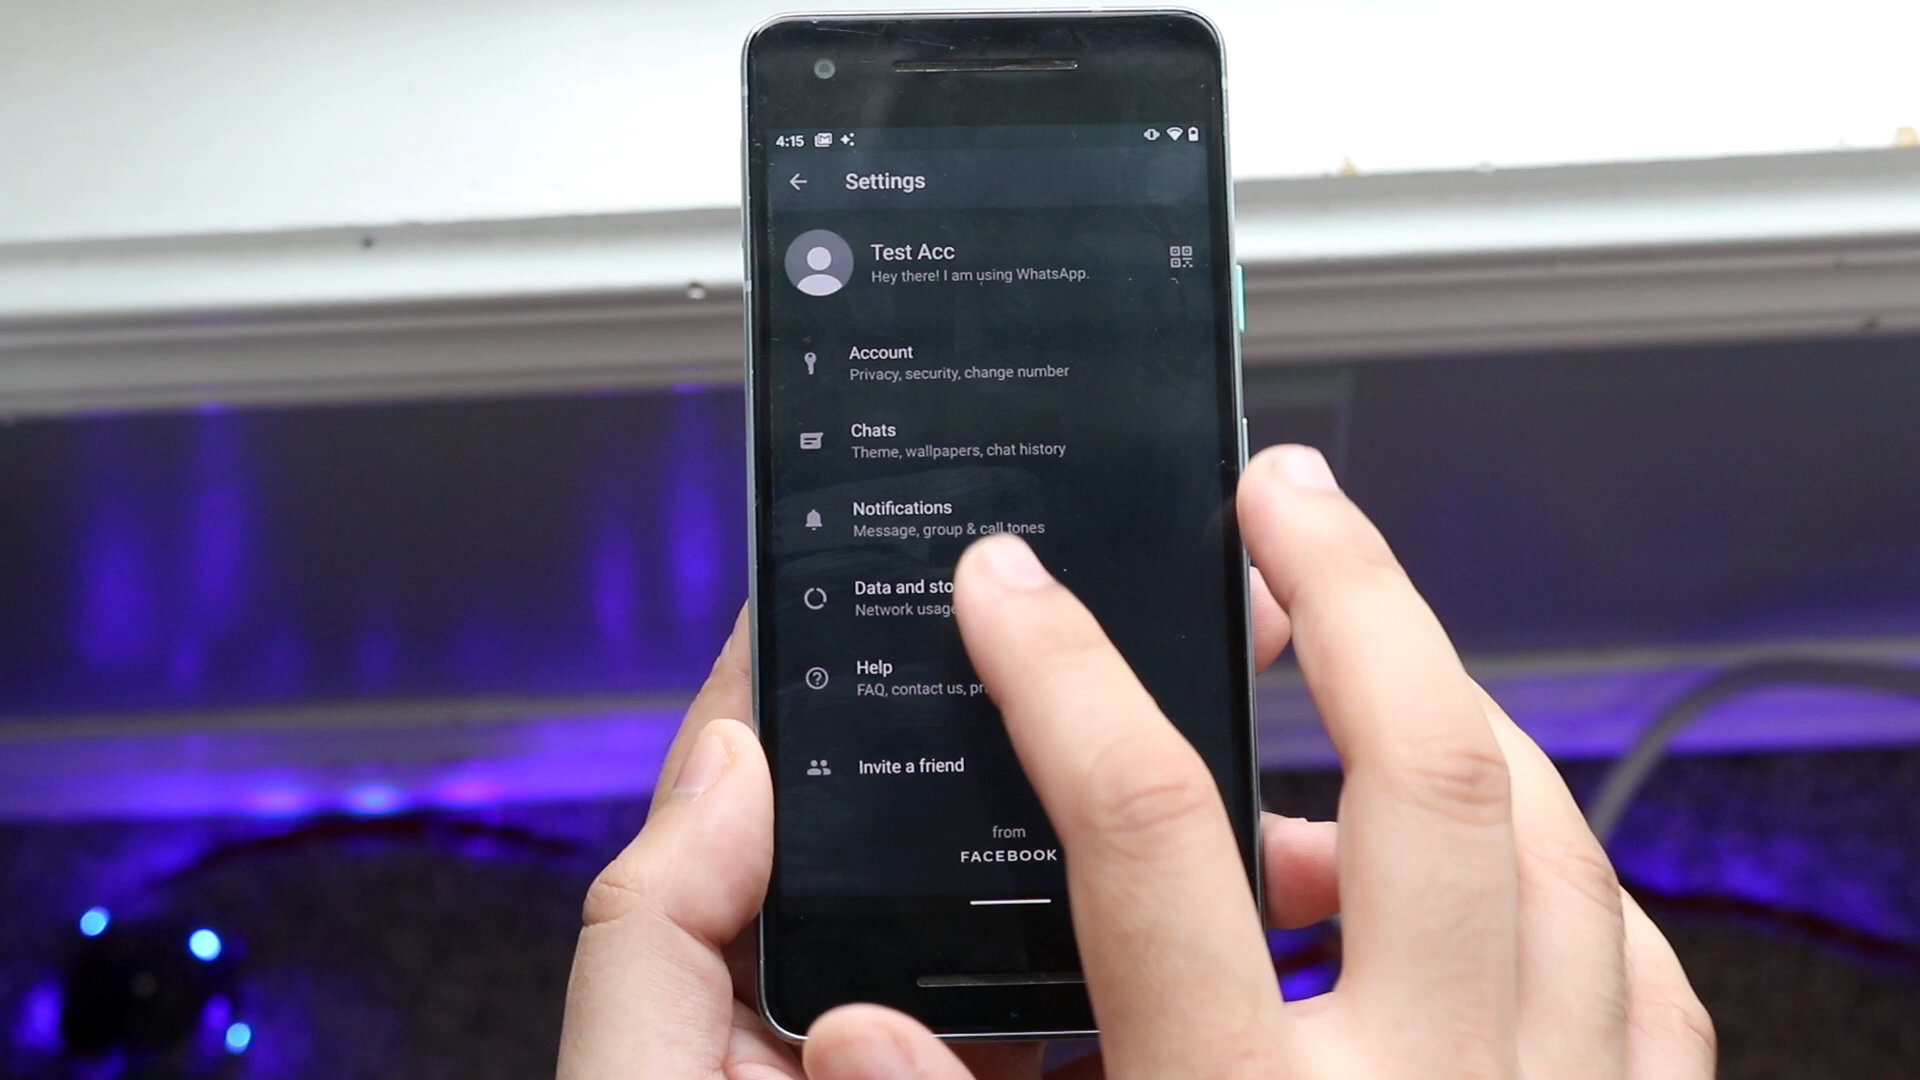 4:15
Settings
Test Acc
Hey there! I am using WhatsApp.
Account
Privacy, security, change number
Chats
Theme, wallpapers, chat history
Notifications
Message, group & call tones
Data and sto
Network usage
Help
FAQ, contact us, pr
Invite a friend
from
FACEBOOK